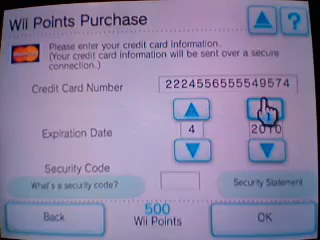 Wii Points Purchase
?
Please enter your credit card information.
(Your credit card information will be sent over a secure
connection.)
Credit Card Number
2224556555549574
Expiration Date
4
2010
Security Code
What's a security code?
Security Statement
Back
500
Wii Points
OK